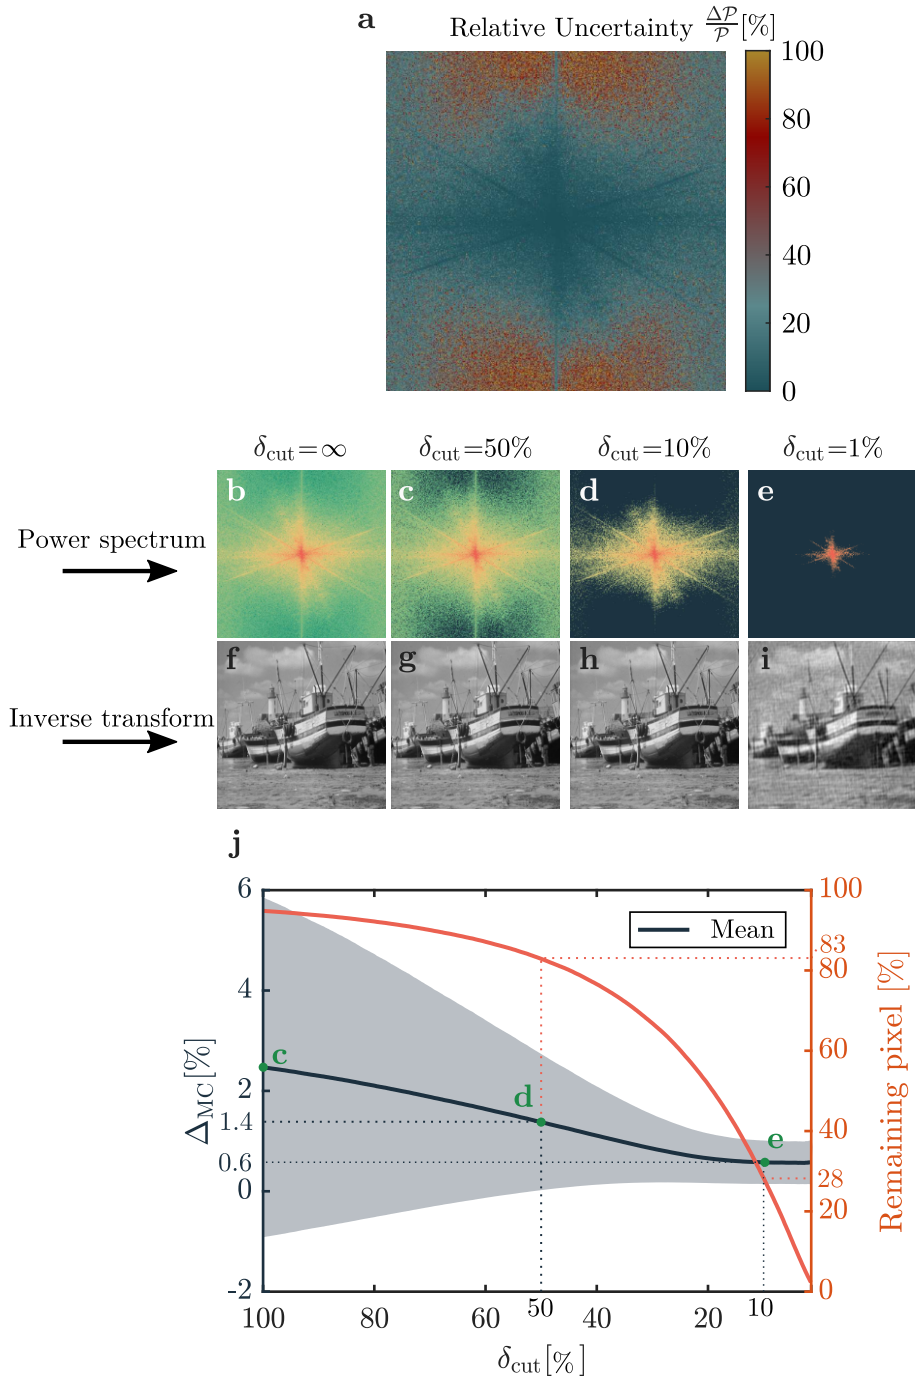 a
Relative Uncertainty Δ𝒫/𝒫 [%]
100
80
60
40
20
0
δcut=∞ δcut=50% δcut=10% δcut=1%
b c d e
Power spectrum
f g h i
Inverse transform
j
6
4
2
1.4
0.6
0
-2
ΔMC[%]
Mean
c
d
e
100
83
80
60
40
28
20
0
Remaining pixel [%]
100 80 60 50 40 20 10
δcut[%]